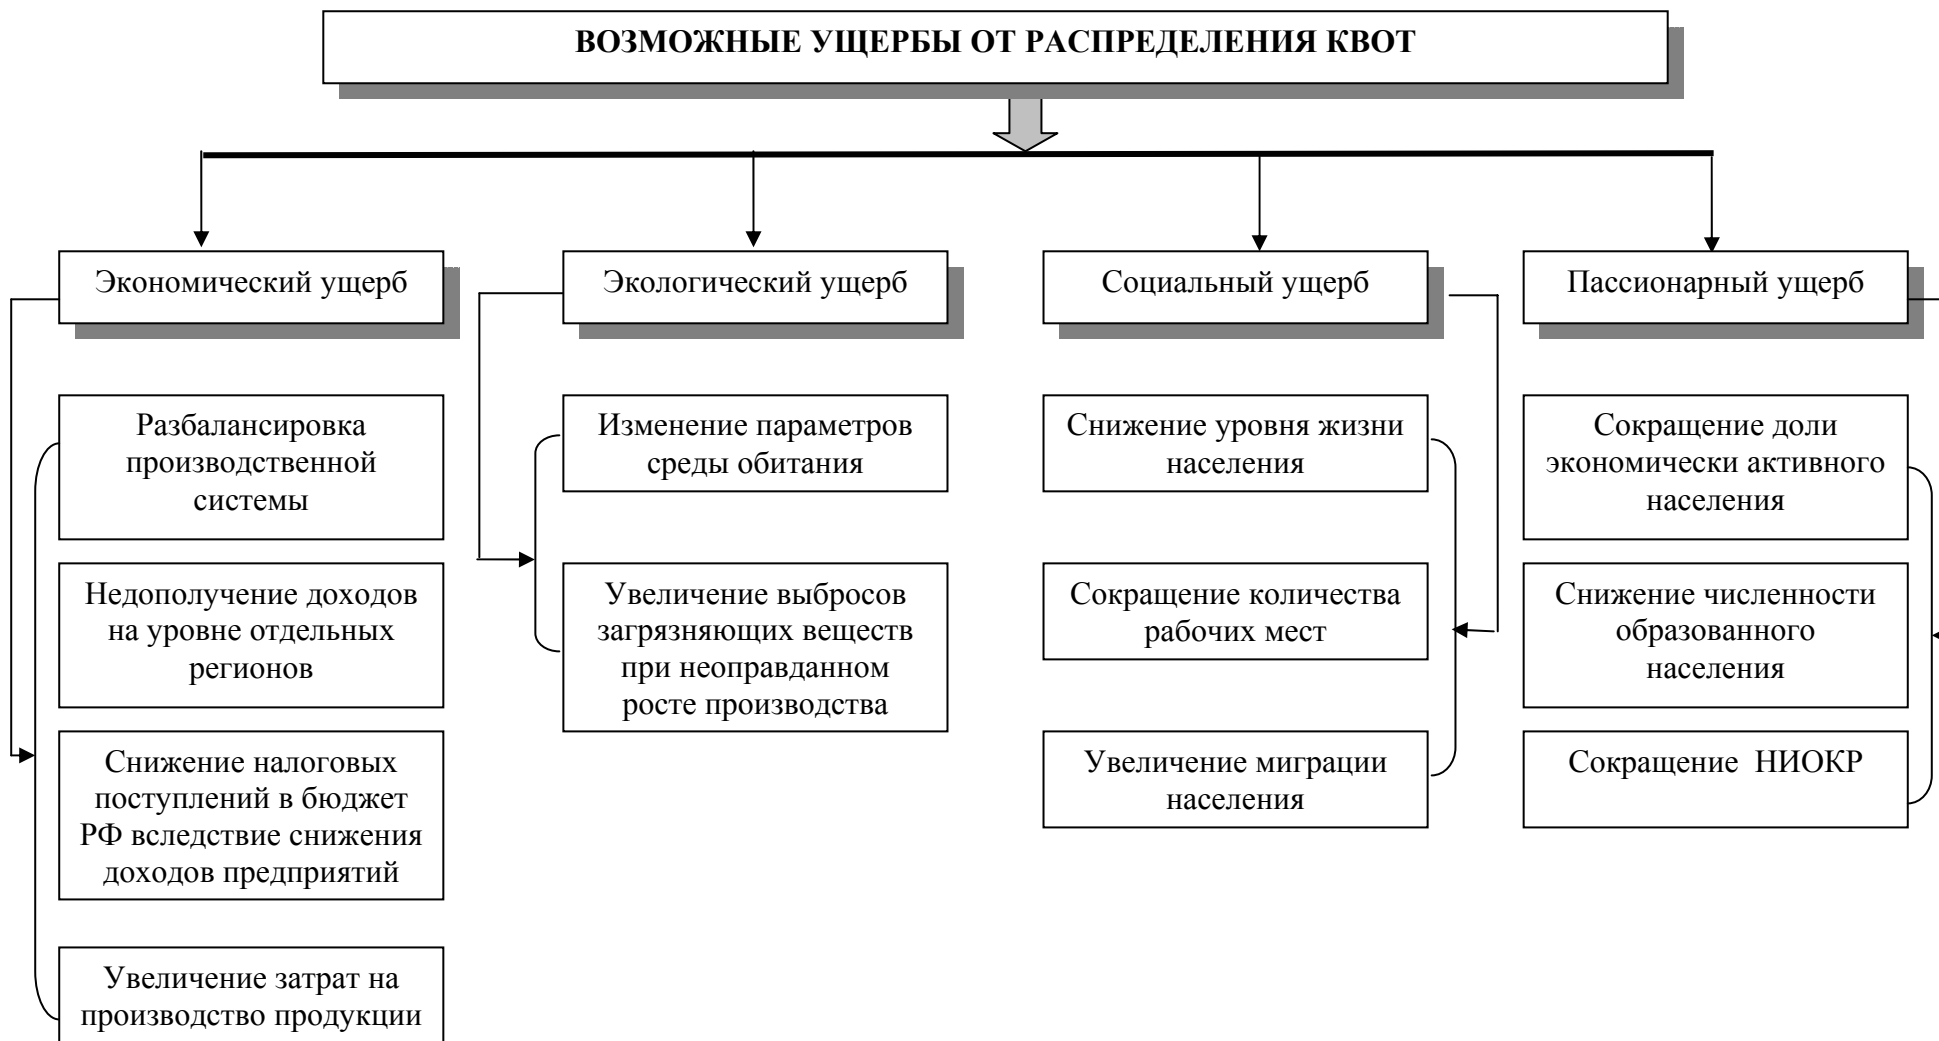 ВОЗМОЖНЫЕ УЩЕРБЫ ОТ РАСПРЕДЕЛЕНИЯ КВОТ
Экономический ущерб
Экологический ущерб
Социальный ущерб
Пассионарный ущерб
Разбалансировка
производственной
системы
Недополучение доходов
на уровне отдельных
регионов
Снижение налоговых
поступлений в бюджет
РФ вследствие снижения
доходов предприятий
Увеличение затрат на
производство продукции
Изменение параметров
среды обитания
Увеличение выбросов
загрязняющих веществ
при неоправданном
росте производства
Снижение уровня жизни
населения
Сокращение количества
рабочих мест
Увеличение миграции
населения
Сокращение доли
экономически активного
населения
Снижение численности
образованного
населения
Сокращение НИОКР